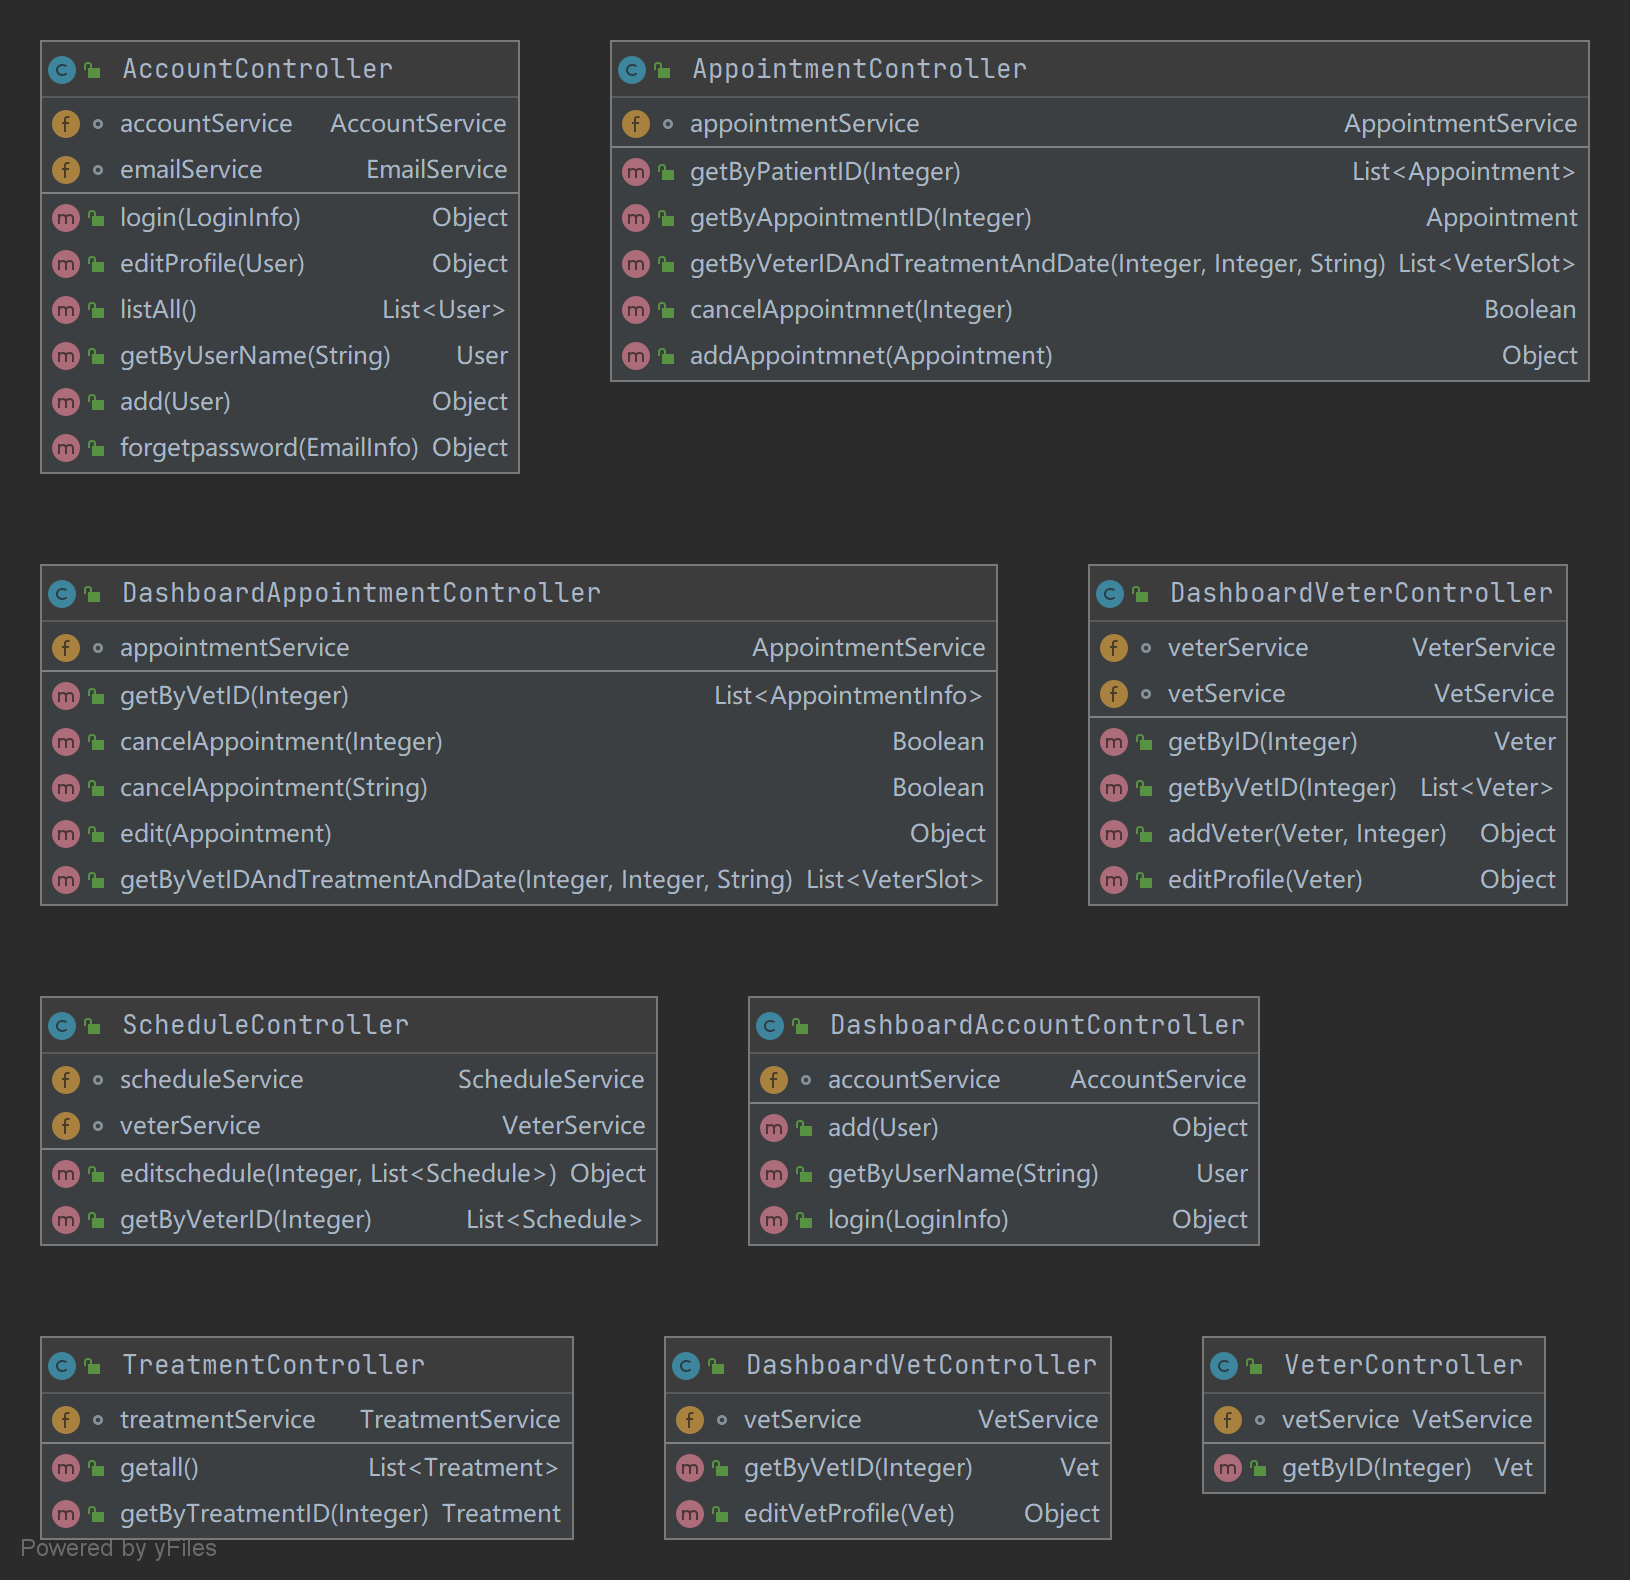 AccountController
accountService AccountService
emailService EmailService
login(LoginInfo) Object
editProfile(User) Object
listAll() List<User>
getByUserName(String) User
add(User) Object
forgetpassword(EmailInfo) Object
AppointmentController
appointmentService AppointmentService
getByPatientID(Integer) List<Appointment>
getByAppointmentID(Integer) Appointment
getByVeterIDAndTreatmentAndDate(Integer, Integer, String) List<VeterSlot>
cancelAppointmnet(Integer) Boolean
addAppointmnet(Appointment) Object
DashboardAppointmentController
appointmentService AppointmentService
getByVetID(Integer) List<AppointmentInfo>
cancelAppointment(Integer) Boolean
cancelAppointment(String) Boolean
edit(Appointment) Object
getByVetIDAndTreatmentAndDate(Integer, Integer, String) List<VeterSlot>
DashboardVeterController
veterService VeterService
vetService VetService
getByID(Integer) Veter
getByVetID(Integer) List<Veter>
addVeter(Veter, Integer) Object
editProfile(Veter) Object
ScheduleController
scheduleService ScheduleService
veterService VeterService
editschedule(Integer, List<Schedule>) Object
getByVeterID(Integer) List<Schedule>
DashboardAccountController
accountService AccountService
add(User) Object
getByUserName(String) User
login(LoginInfo) Object
TreatmentController
treatmentService TreatmentService
getall() List<Treatment>
getByTreatmentID(Integer) Treatment
DashboardVetController
vetService VetService
getByVetID(Integer) Vet
editVetProfile(Vet) Object
VeterController
vetService VetService
getByID(Integer) Vet
Powered by yFiles